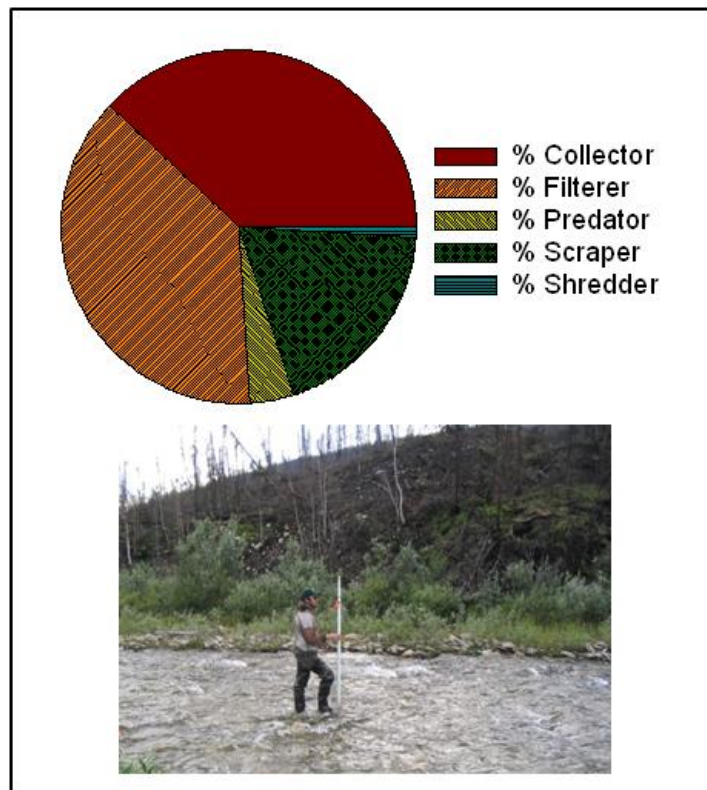 % Collector
% Filterer
% Predator
% Scraper
% Shredder